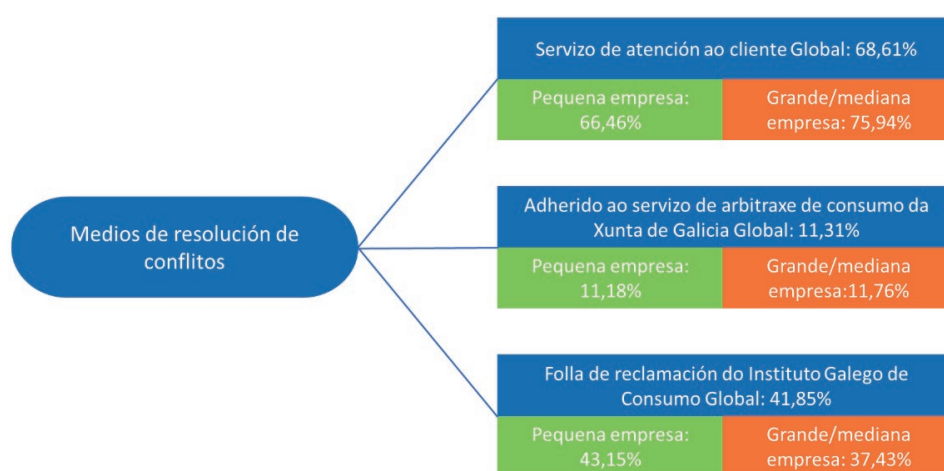 Servizo de atención ao cliente Global: 68,61%
Pequena empresa:
66,46%
Grande/mediana
empresa: 75,94%
Medios de resolución de
conflitos
Adherido ao servizo de arbitraxe de consumo da
Xunta de Galicia Global: 11,31%
Pequena empresa:
11,18%
Grande/mediana
empresa:11,76%
Folla de reclamación do Instituto Galego de
Consumo Global: 41,85%
Pequena empresa:
43,15%
Grande/mediana
empresa: 37,43%